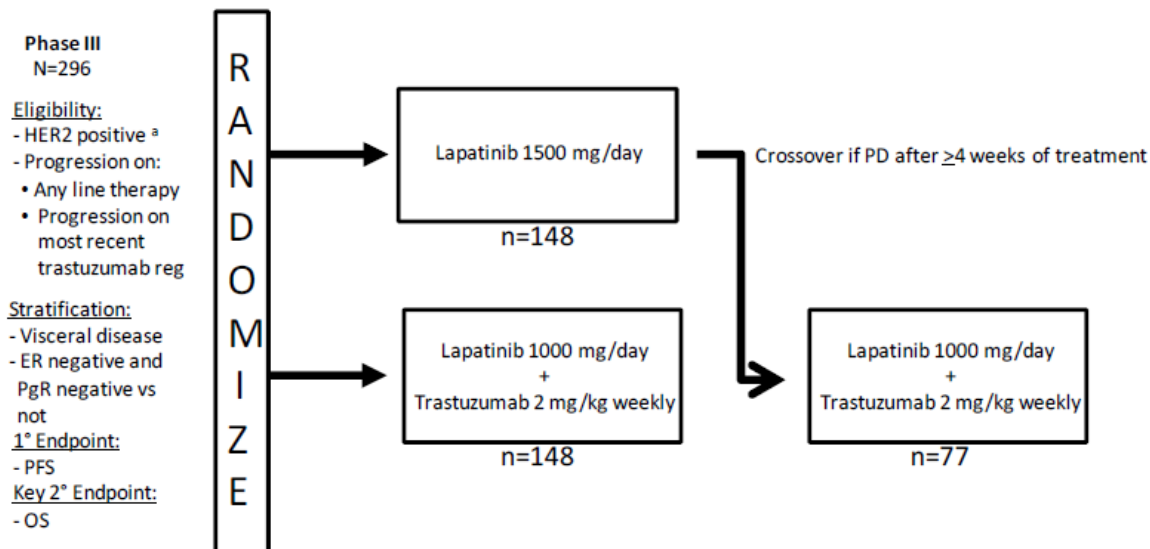 Phase III
N=296
Eligibility:
- HER2 positive ᵃ
- Progression on:
• Any line therapy
• Progression on
most recent
trastuzumab reg
Stratification:
- Visceral disease
- ER negative and
PgR negative vs
not
1° Endpoint:
- PFS
Key 2° Endpoint:
- OS
R
A
N
D
O
M
I
Z
E
Lapatinib 1500 mg/day
n=148
Crossover if PD after ≥4 weeks of treatment
Lapatinib 1000 mg/day
+
Trastuzumab 2 mg/kg weekly
n=148
Lapatinib 1000 mg/day
+
Trastuzumab 2 mg/kg weekly
n=77